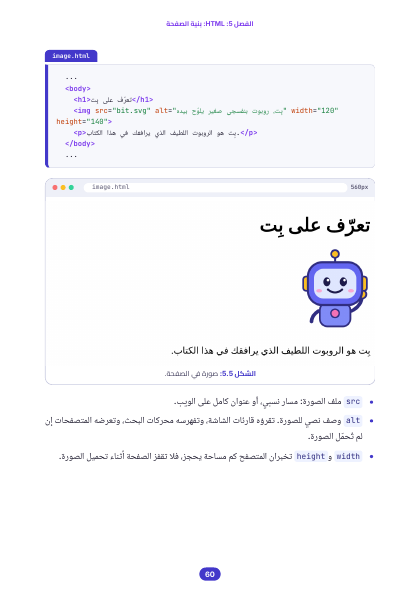 الفصل 5: HTML: بنية الصفحة
image.html
...
<body>
<h1>تعرّف على بِت</h1>
<img src="bit.svg" alt="بِت، روبوت بنفسجي صغير يلوّح بيده" width="120"
height="140">
<p>بِت هو الروبوت اللطيف الذي يرافقك في هذا الكتاب.</p>
</body>
...
image.html
560px
تعرّف على بِت
بِت هو الروبوت اللطيف الذي يرافقك في هذا الكتاب.
الشكل 5.5: صورة في الصفحة.
src ملف الصورة: مسار نسبي، أو عنوان كامل على الويب.
alt وصف نصي للصورة. تقرؤه قارئات الشاشة، وتفهرسه محركات البحث، وتعرضه المتصفحات إن
لم تُحمّل الصورة.
width و height تخبران المتصفح كم مساحة يحجز، فلا تقفز الصفحة أثناء تحميل الصورة.
60